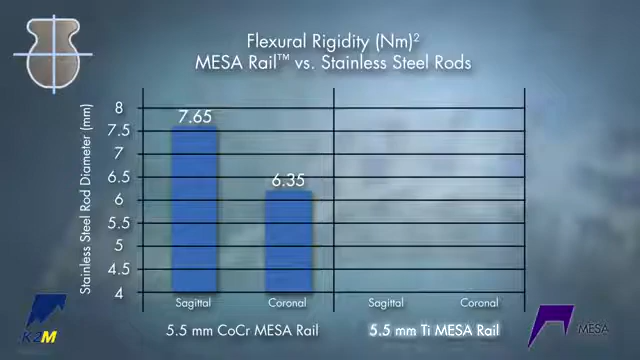 Flexural Rigidity (Nm)²
MESA Rail™ vs. Stainless Steel Rods
Stainless Steel Rod Diameter (mm)
8
7.5
7
6.5
6
5.5
5
4.5
4
7.65
6.35
Sagittal
Coronal
Sagittal
Coronal
5.5 mm CoCr MESA Rail
5.5 mm Ti MESA Rail
K2M
MESA